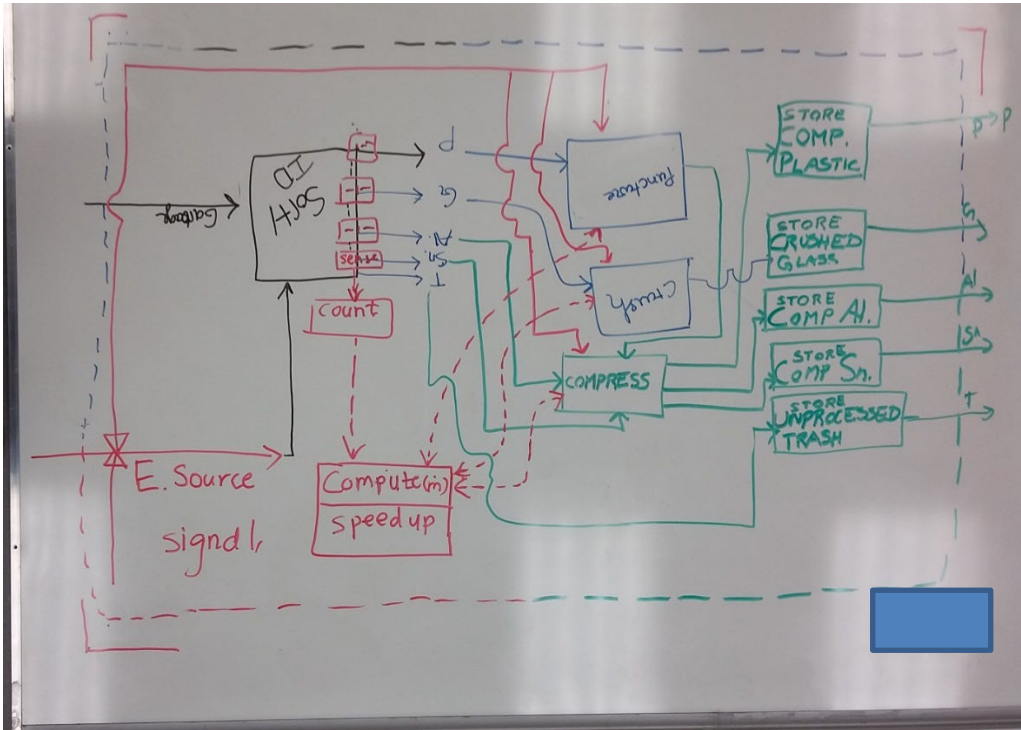 Garbage
ID
Sort
sense
count
P
G
Al.
Sn.
T
Puncture
Crush
COMPRESS
STORE
COMP.
PLASTIC
STORE
CRUSHED
GLASS
STORE
COMP Al.
STORE
COMP Sn.
STORE
UNPROCESSED
TRASH
P
P
G
Al
Sn
T
E. Source
signal,
Compute(ṁ)
speed up